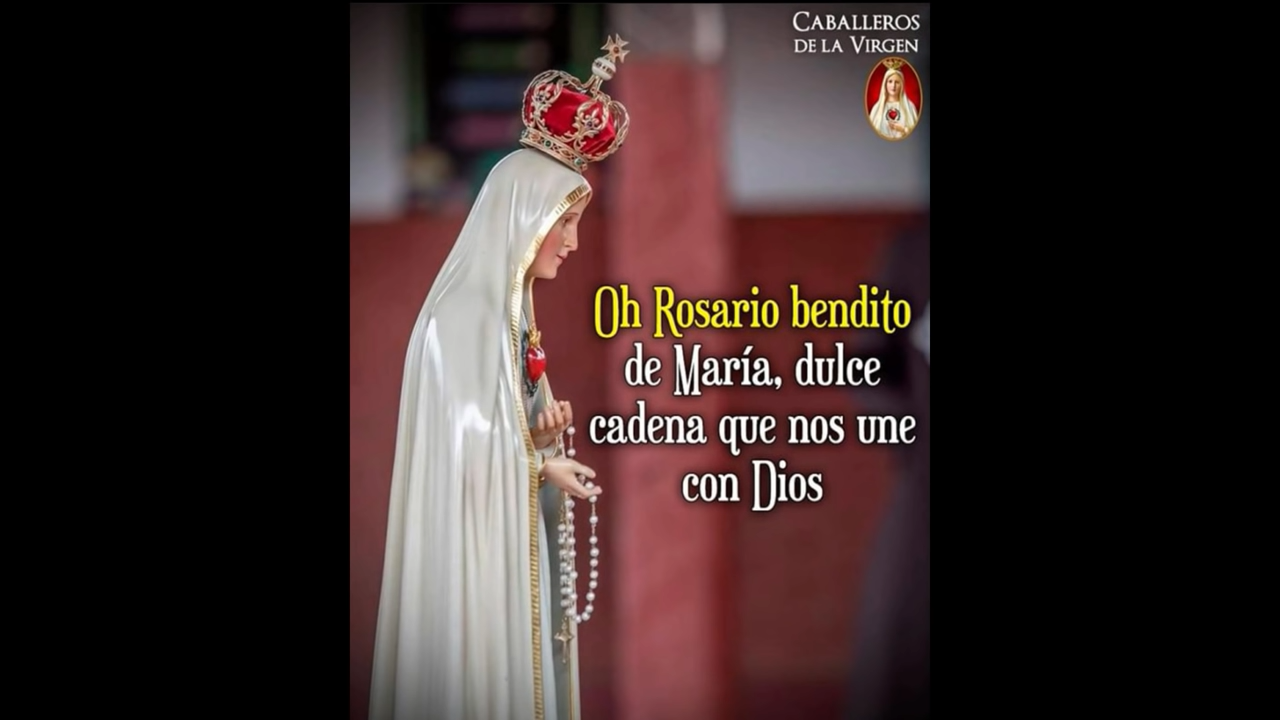 CABALLEROS
DE LA VIRGEN
Oh Rosario bendito
de María, dulce
cadena que nos une
con Dios